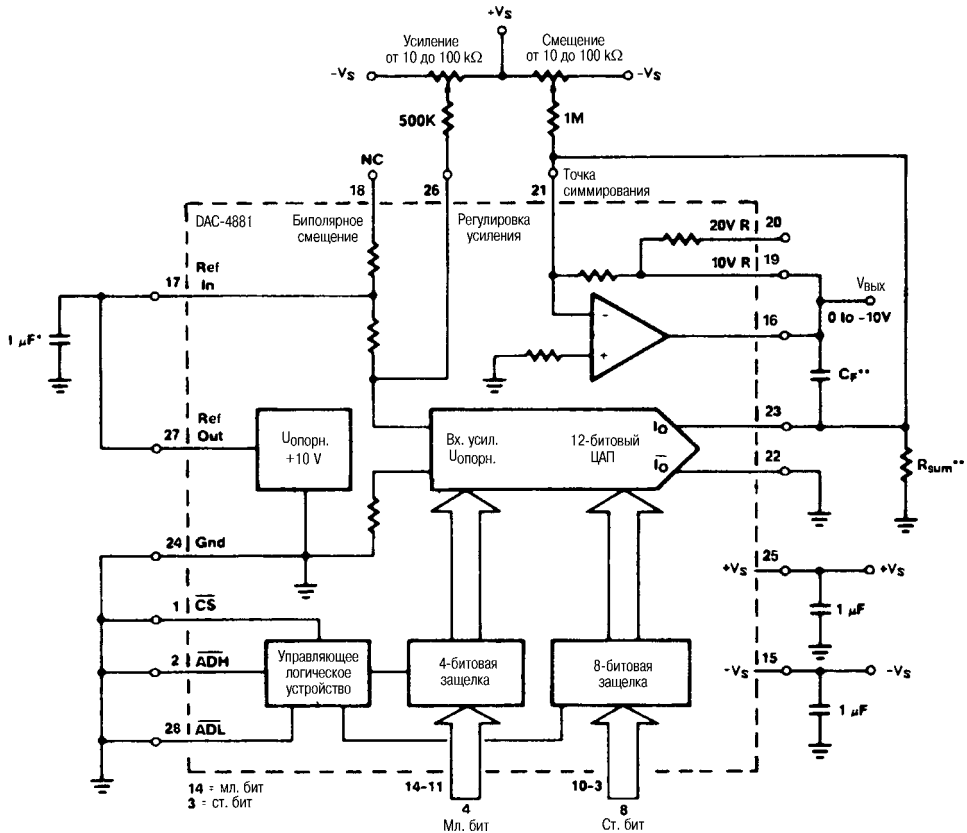 +Vs
Усиление
от 10 до 100 kΩ
Смещение
от 10 до 100 kΩ
-Vs
-Vs
500K
1M
NC
18
26
21
Точка
симмирования
DAC-4881
Биполярное
смещение
Регулировка
усиления
20V R
20
10V R
19
17
Ref
In
Vвых
0 Io -10V
16
-
+
1 μF*
CF**
27
Ref
Out
Uопорн.
+10 V
Вх. усил.
Uопорн.
12-битовый
ЦАП
Io
Io
23
22
Rsum**
24
Gnd
+Vs
25
+Vs
1 μF
1
CS
2
ADH
Управляющее
логическое
устройство
4-битовая
защелка
8-битовая
защелка
-Vs
15
-Vs
1 μF
28
ADL
14 = мл. бит
3 = ст. бит
14-11
10-3
4
Мл. бит
8
Ст. бит